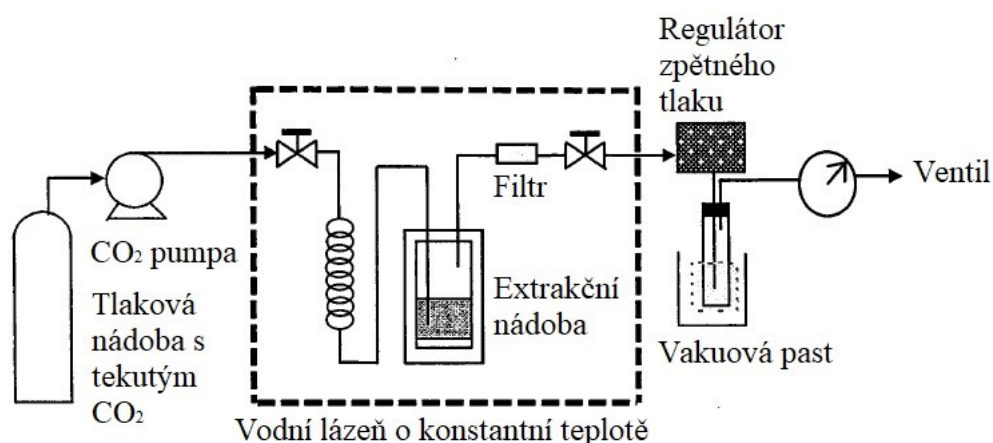 Regulátor
zpětného
tlaku
Ventil
Filtr
CO₂ pumpa
Extrakční
nádoba
Tlaková
nádoba s
tekutým
CO₂
Vakuová past
Vodní lázeň o konstantní teplotě